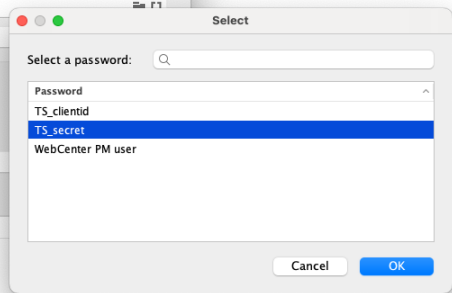 Select
Select a password:
Password
TS_clientid
TS_secret
WebCenter PM user
Cancel
OK